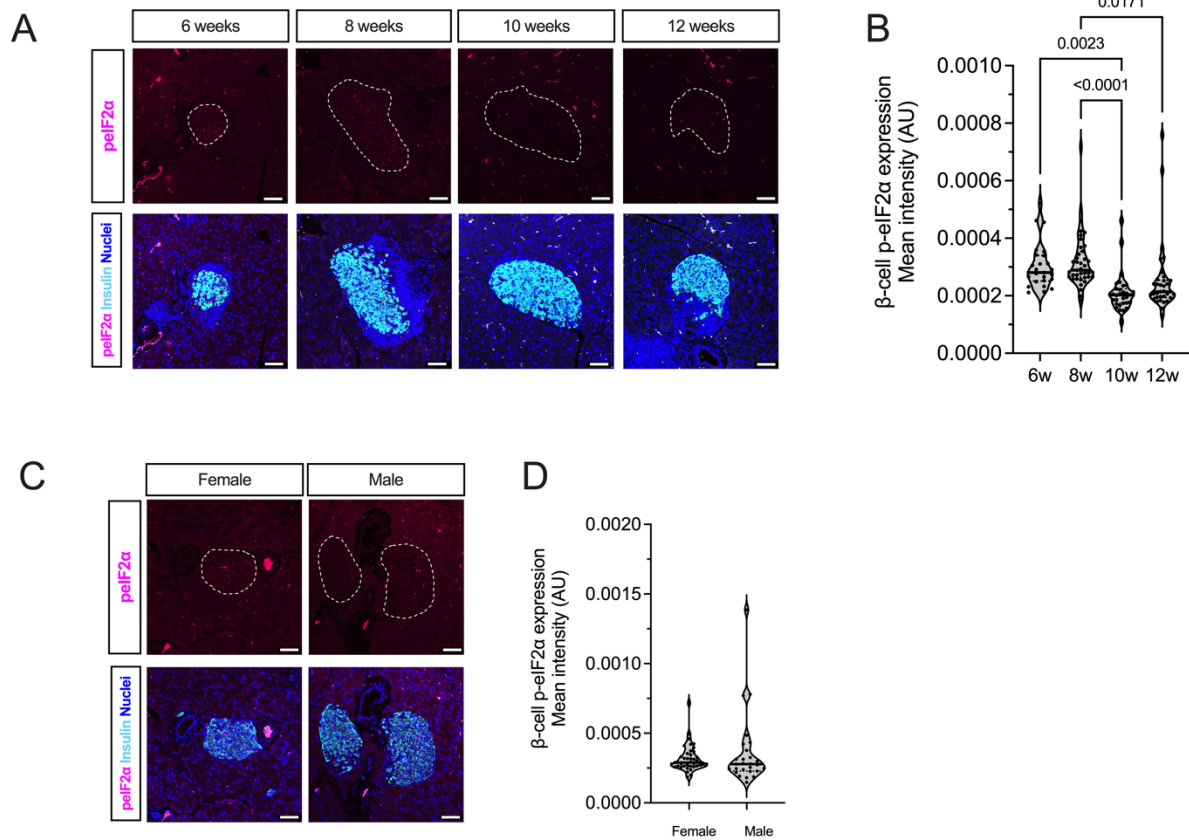 A
6 weeks
8 weeks
10 weeks
12 weeks
peIF2α
peIF2α Insulin Nuclei
B
0.0171
0.0023
<0.0001
β-cell p-eIF2α expression
Mean intensity (AU)
0.0010
0.0008
0.0006
0.0004
0.0002
0.0000
6w
8w
10w
12w
C
Female
Male
peIF2α
peIF2α Insulin Nuclei
D
β-cell p-eIF2α expression
Mean intensity (AU)
0.0020
0.0015
0.0010
0.0005
0.0000
Female
Male